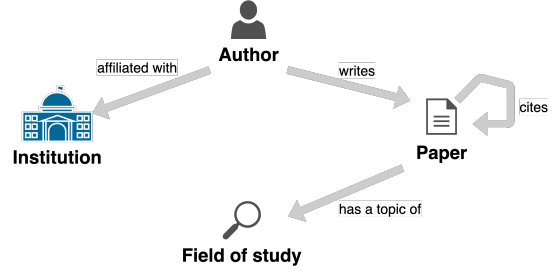 Author
affiliated with
writes
cites
Institution
Paper
has a topic of
Field of study